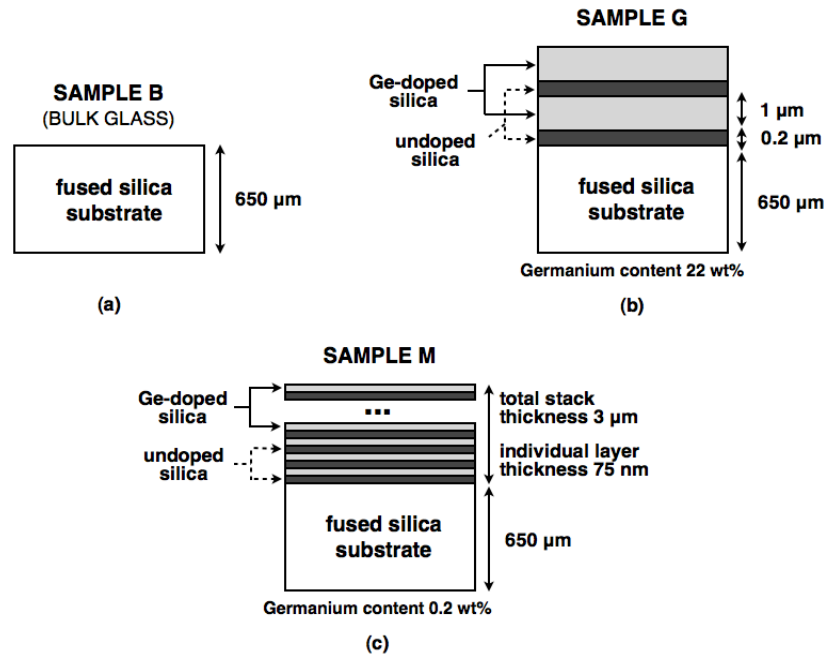 SAMPLE B
(BULK GLASS)
fused silica
substrate
650 µm
(a)
SAMPLE G
Ge-doped
silica
undoped
silica
1 µm
0.2 µm
fused silica
substrate
650 µm
Germanium content 22 wt%
(b)
SAMPLE M
Ge-doped
silica
...
total stack
thickness 3 µm
undoped
silica
individual layer
thickness 75 nm
fused silica
substrate
650 µm
Germanium content 0.2 wt%
(c)